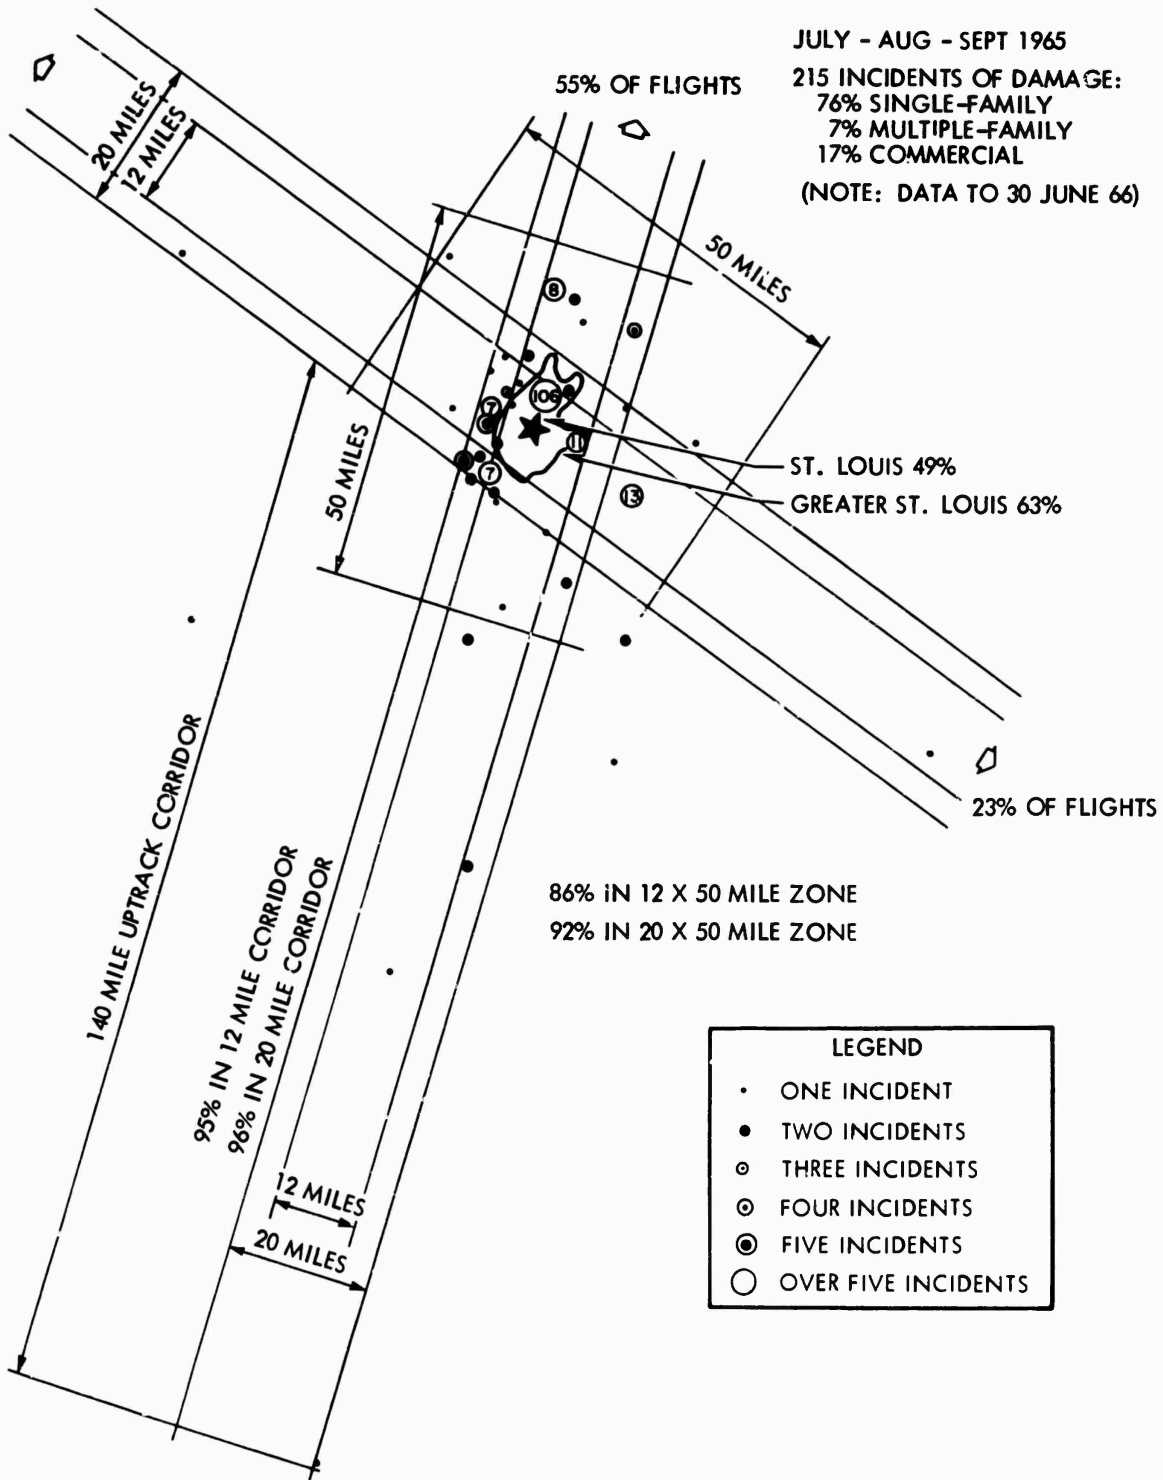 JULY - AUG - SEPT 1965
215 INCIDENTS OF DAMAGE:
76% SINGLE-FAMILY
7% MULTIPLE-FAMILY
17% COMMERCIAL
(NOTE: DATA TO 30 JUNE 66)
55% OF FLIGHTS
20 MILES
12 MILES
50 MILES
8
106
7
11
7
13
50 MILES
ST. LOUIS 49%
GREATER ST. LOUIS 63%
23% OF FLIGHTS
140 MILE UPTRACK CORRIDOR
95% IN 12 MILE CORRIDOR
96% IN 20 MILE CORRIDOR
86% IN 12 X 50 MILE ZONE
92% IN 20 X 50 MILE ZONE
12 MILES
20 MILES
LEGEND
ONE INCIDENT
TWO INCIDENTS
THREE INCIDENTS
FOUR INCIDENTS
FIVE INCIDENTS
OVER FIVE INCIDENTS